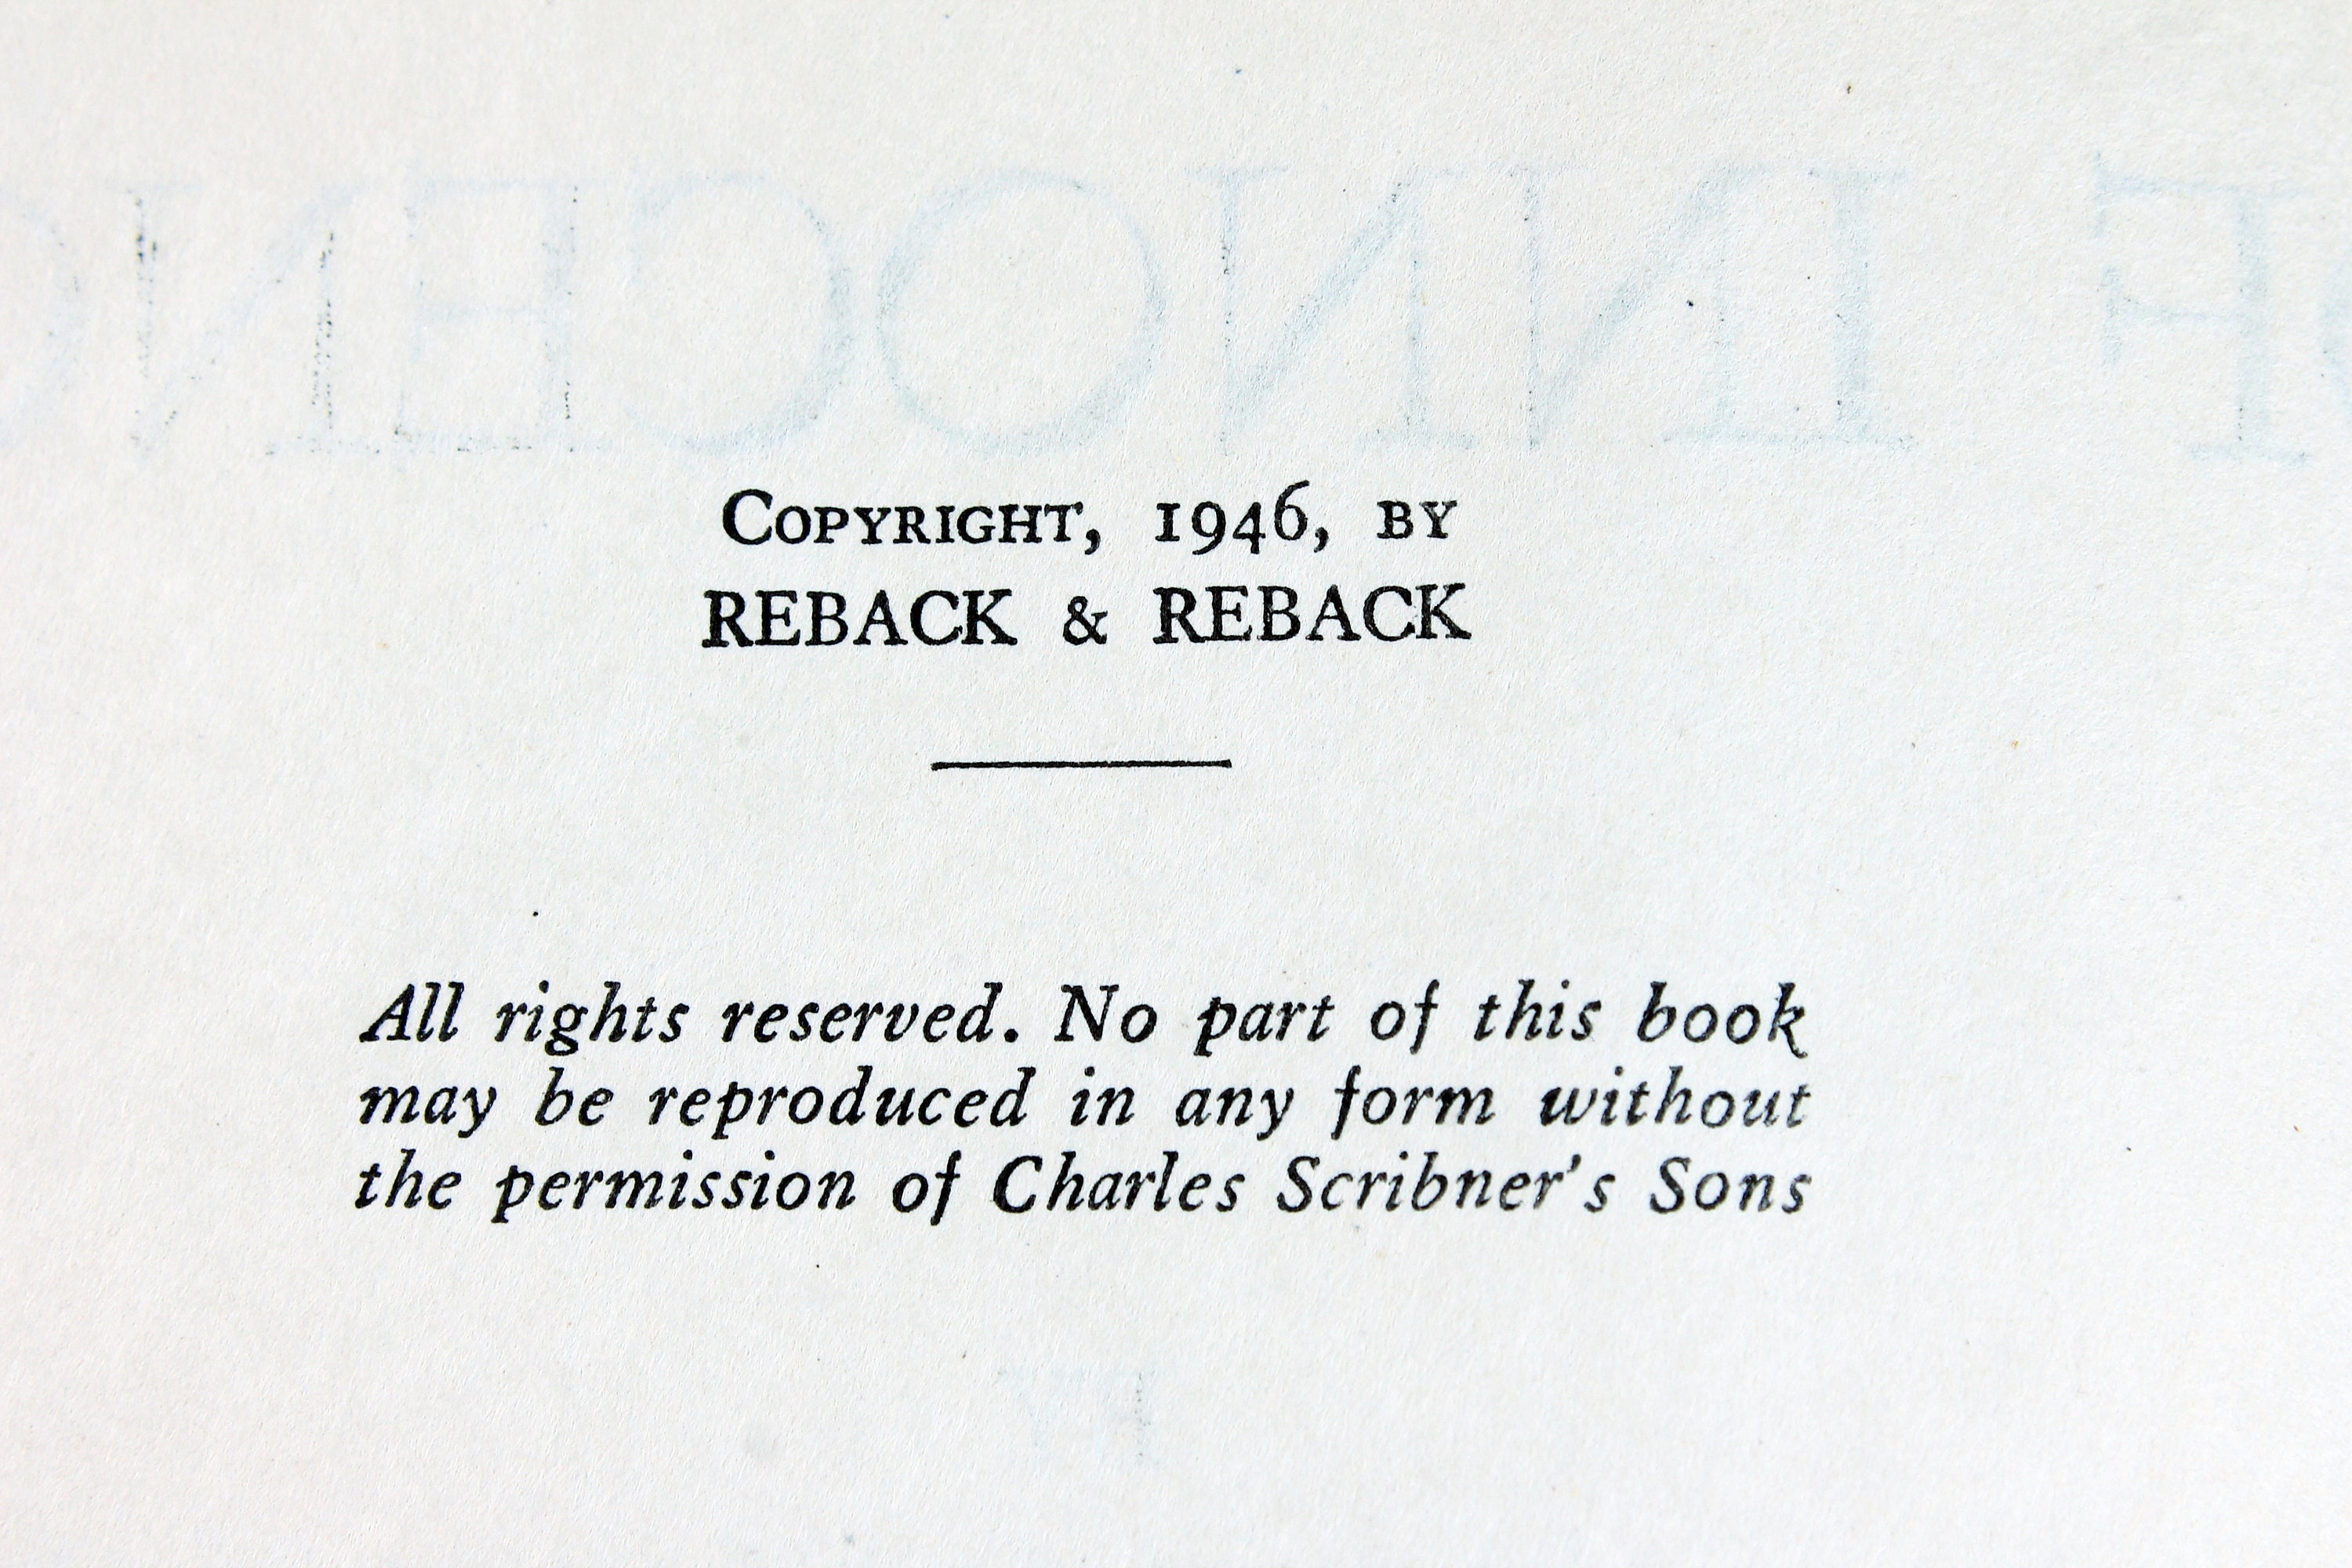 COPYRIGHT, 1946, BY
REBACK & REBACK
All rights reserved. No part of this book
may be reproduced in any form without
the permission of Charles Scribner's Sons
BY